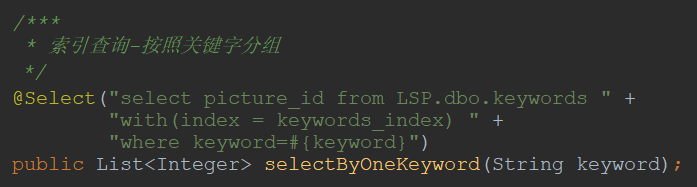 /***
* 索引查询-按照关键字分组
*/
@Select("select picture_id from LSP.dbo.keywords " +
"with(index = keywords_index) " +
"where keyword=#{keyword}")
public List<Integer> selectByOneKeyword(String keyword);